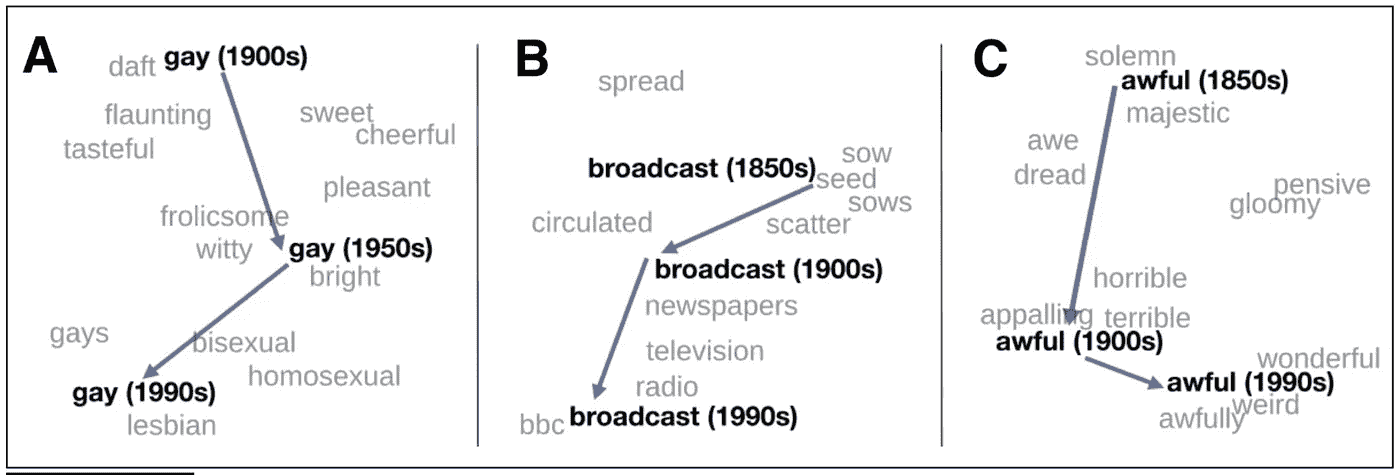 A
daft gay (1900s)
flaunting
sweet
cheerful
tasteful
pleasant
frolicsome
witty
gay (1950s)
bright
gays
bisexual
homosexual
gay (1990s)
lesbian
B
spread
broadcast (1850s)
sow
seed
sows
circulated
scatter
broadcast (1900s)
newspapers
television
radio
bbc broadcast (1990s)
C
solemn
awful (1850s)
majestic
awe
dread
pensive
gloomy
horrible
appalling terrible
awful (1900s)
wonderful
awful (1990s)
weird
awfully